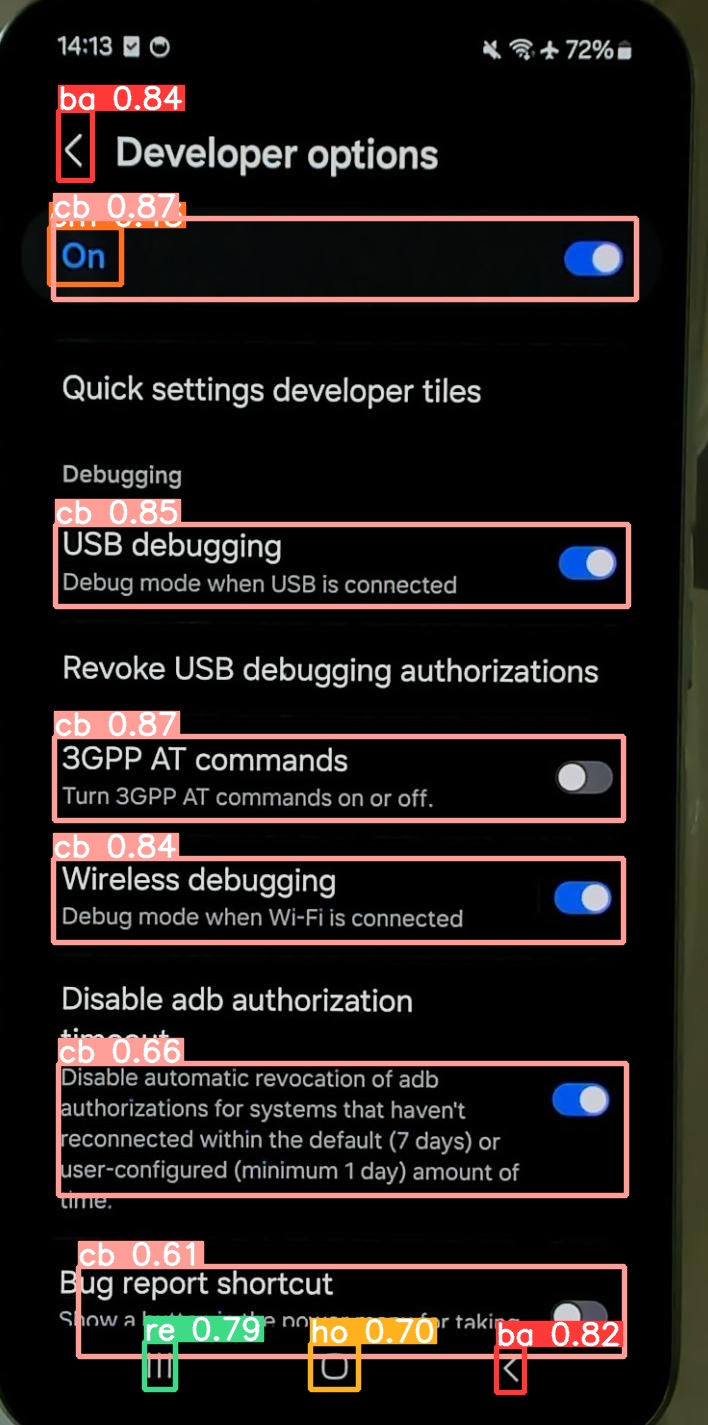 14:13 72%
ba 0.84
Developer options
cb 0.87
On
Quick settings developer tiles
Debugging
cb 0.85
USB debugging
Debug mode when USB is connected
Revoke USB debugging authorizations
cb 0.87
3GPP AT commands
Turn 3GPP AT commands on or off.
cb 0.84
Wireless debugging
Debug mode when Wi-Fi is connected
Disable adb authorization
timeout
cb 0.66
Disable automatic revocation of adb
authorizations for systems that haven't
reconnected within the default (7 days) or
user-configured (minimum 1 day) amount of
time.
cb 0.61
Bug report shortcut
Show a button in the power menu for taking
re 0.79 ho 0.70 ba 0.82